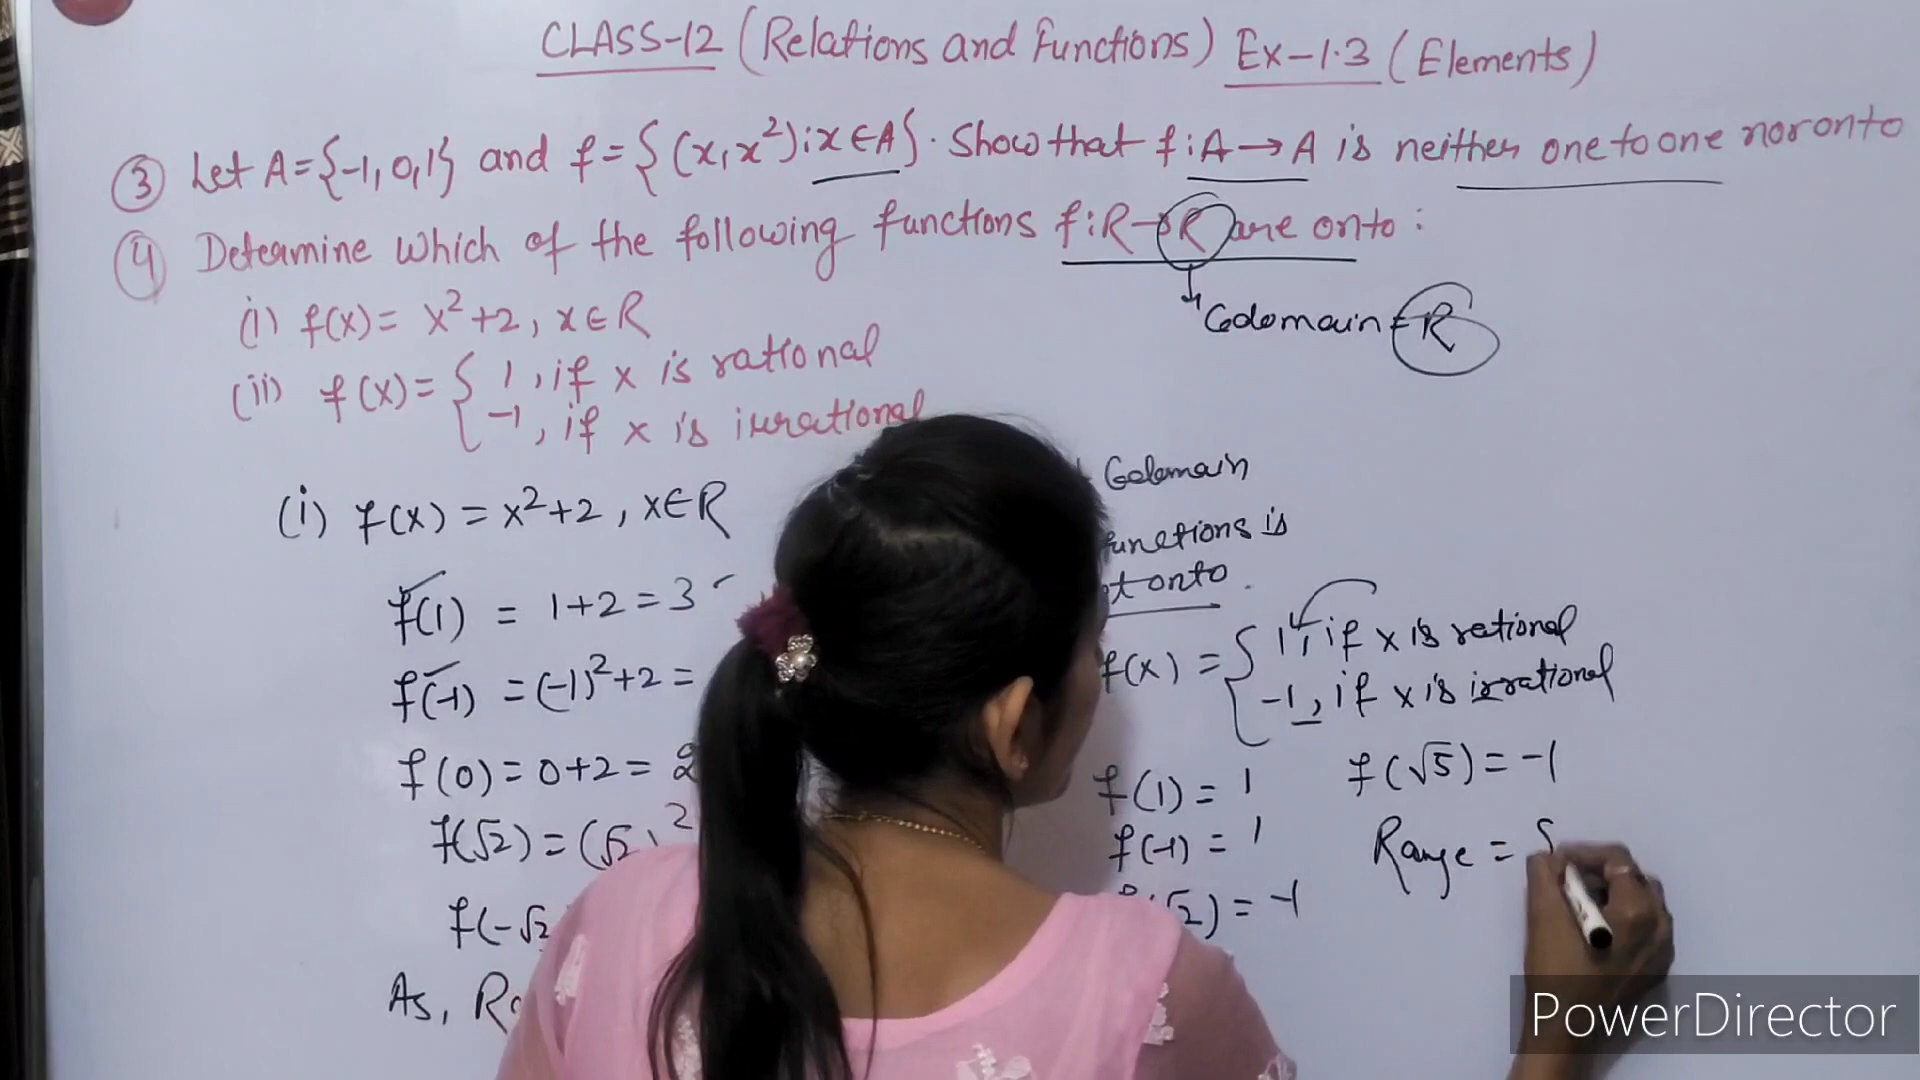 CLASS-12 (Relations and Functions) Ex-1.3 (Elements)
③ Let A={-1,0,1} and f={(x,x²):x∈A}. Show that f:A→A is neither one to one nor onto
④ Determine which of the following functions f:R→R are onto:
(i) f(x)= x²+2, x∈R
Codomain = R
(ii) f(x)= { 1, if x is rational
-1, if x is irrational
(i) f(x) = x²+2, x∈R
f(1) = 1+2=3
f(-1) = (-1)²+2=
f(0)=0+2=2
f(√2)=(√2)²
f(-√2
As,
Codomain
functions is
onto.
f(x) = { 1, if x is rational
-1, if x is irrational
f(1) = 1
f(-1) = 1
√2) = -1
f(√5) = -1
Range = {
PowerDirector